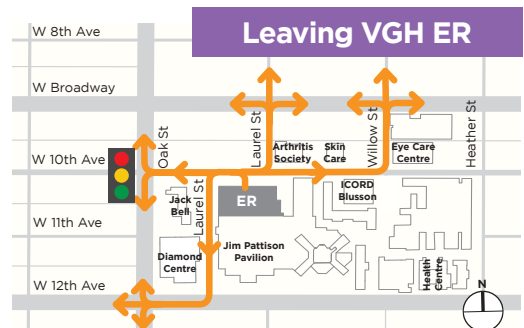 Leaving VGH ER
W 8th Ave
W Broadway
W 10th Ave
W 11th Ave
W 12th Ave
Oak St
Laurel St
Willow St
Heather St
Arthritis
Society
Skin
Care
Eye Care
Centre
Jack
Bell
Laurel St
ER
ICORD
Blusson
Diamond
Centre
Jim Pattison
Pavilion
Health
Centre
N